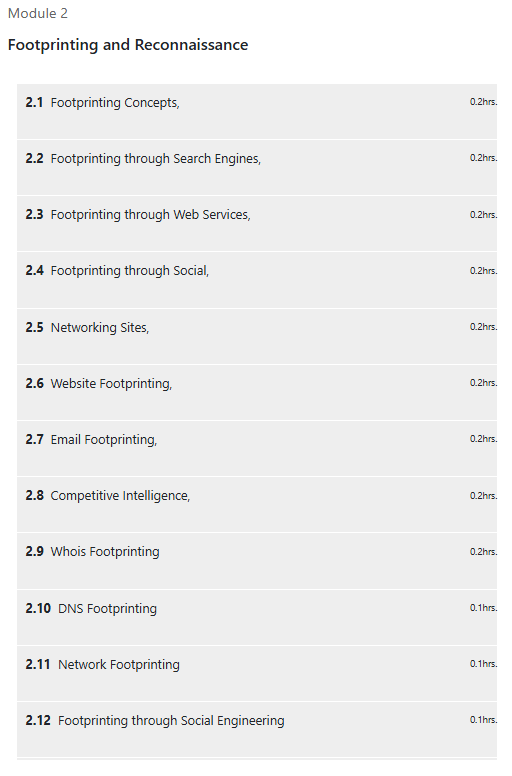 Module 2
Footprinting and Reconnaissance
2.1 Footprinting Concepts, 0.2hrs.
2.2 Footprinting through Search Engines, 0.2hrs.
2.3 Footprinting through Web Services, 0.2hrs.
2.4 Footprinting through Social, 0.2hrs.
2.5 Networking Sites, 0.2hrs.
2.6 Website Footprinting, 0.2hrs.
2.7 Email Footprinting, 0.2hrs.
2.8 Competitive Intelligence, 0.2hrs.
2.9 Whois Footprinting 0.2hrs.
2.10 DNS Footprinting 0.1hrs.
2.11 Network Footprinting 0.1hrs.
2.12 Footprinting through Social Engineering 0.1hrs.